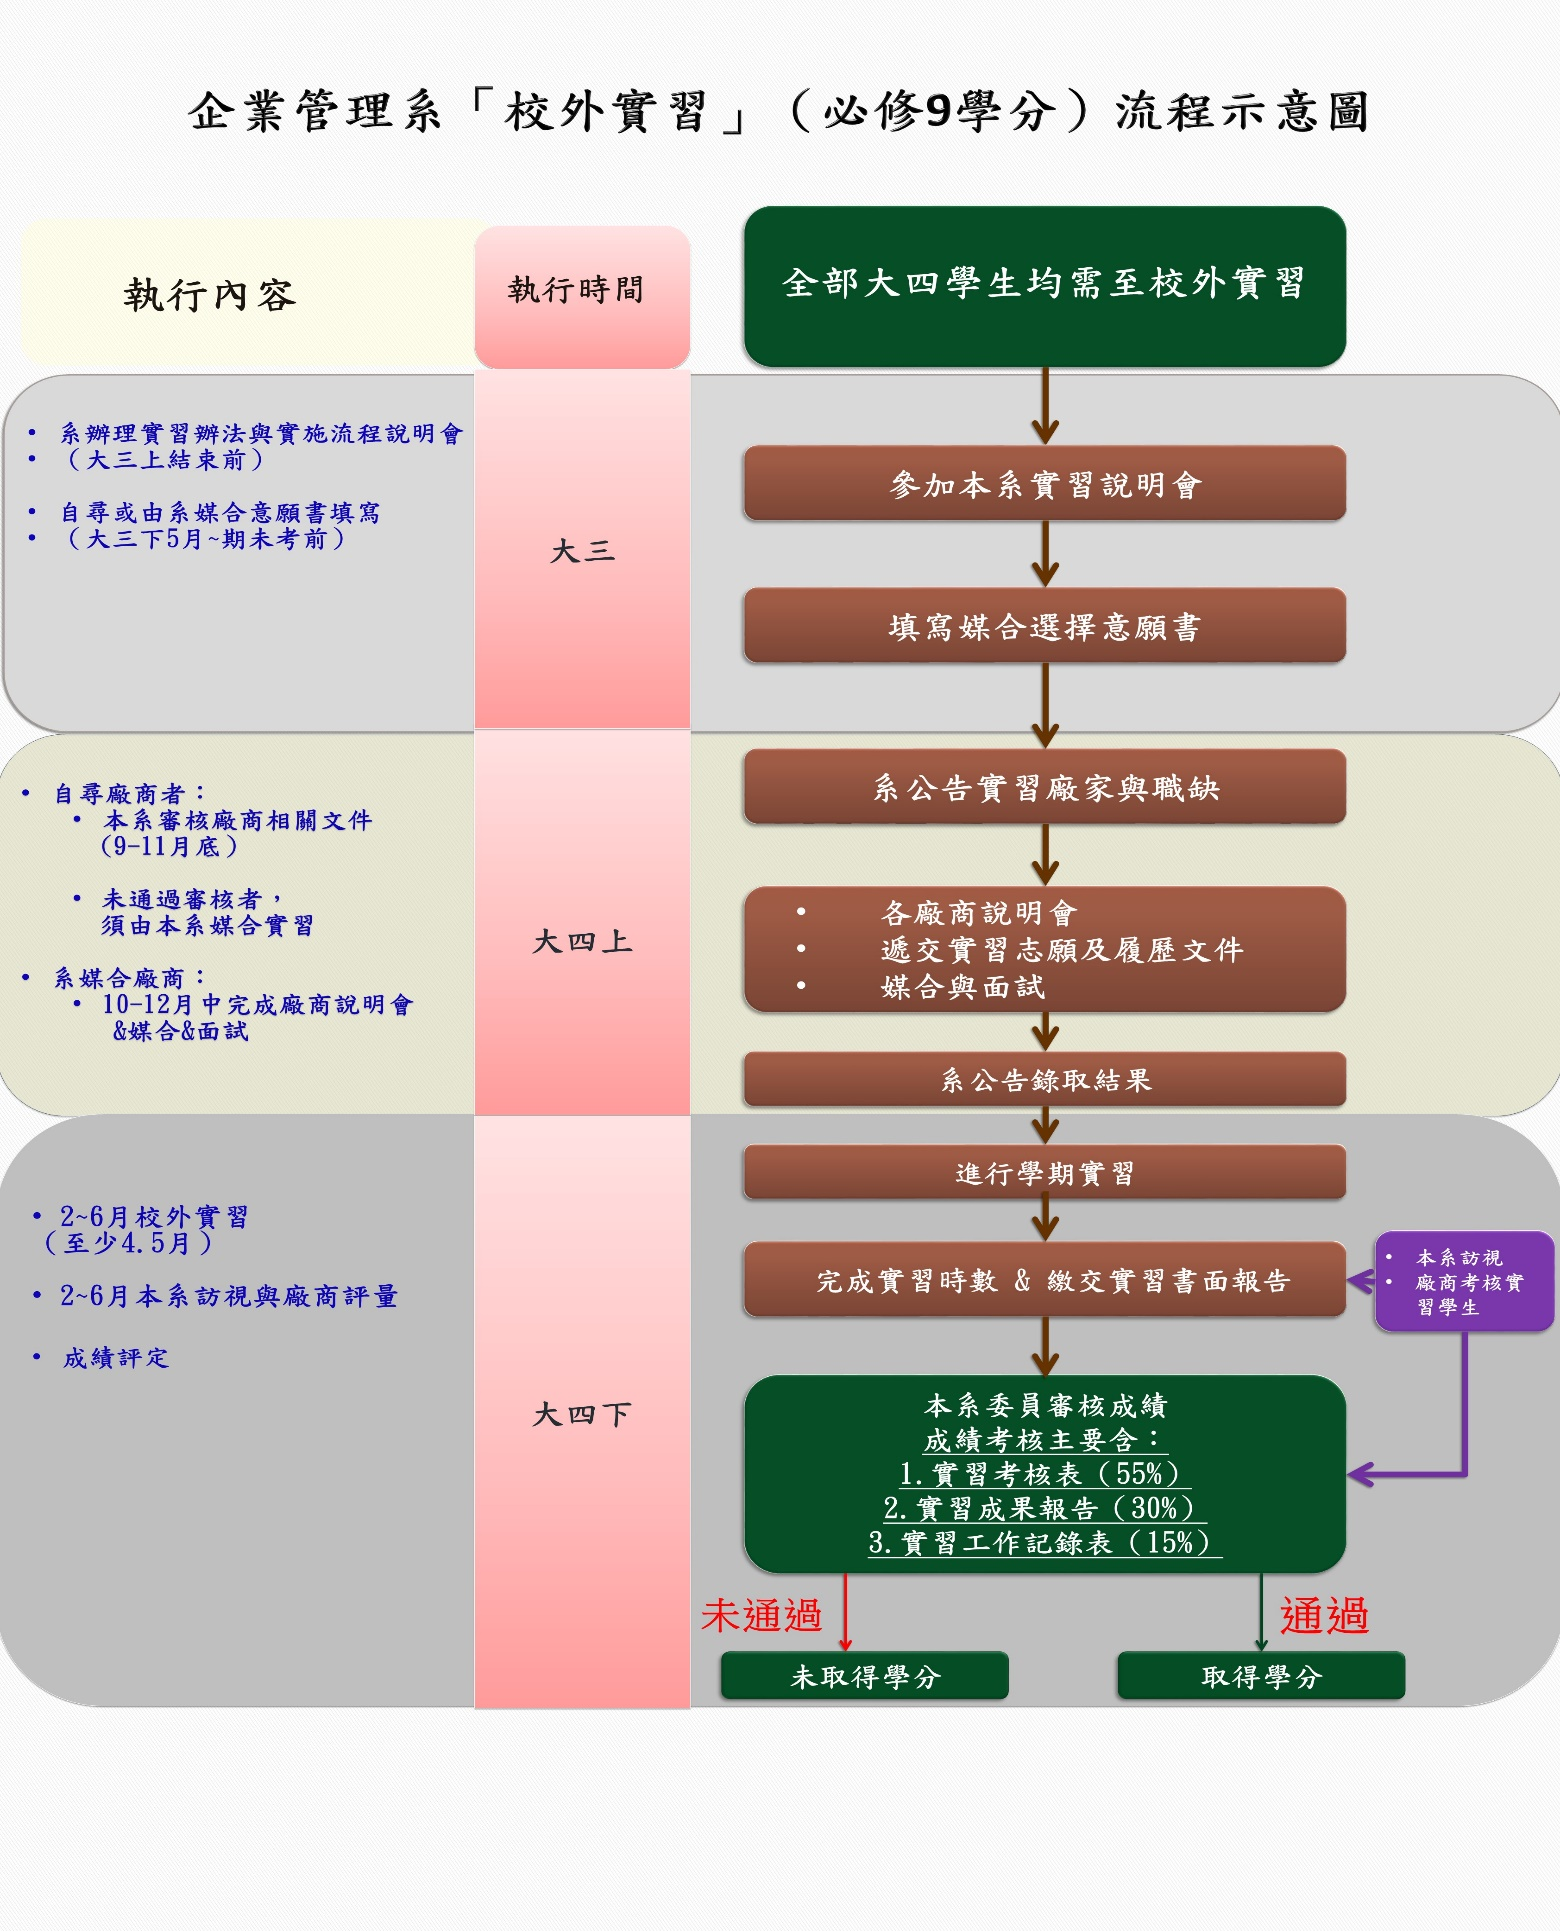 企業管理系「校外實習」（必修9學分）流程示意圖
執行內容
執行時間
全部大四學生均需至校外實習
• 系辦理實習辦法與實施流程說明會
• （大三上結束前）
• 自尋或由系媒合意願書填寫
• （大三下5月~期末考前）
大三
參加本系實習說明會
填寫媒合選擇意願書
• 自尋廠商者：
• 本系審核廠商相關文件
(9-11月底）
• 未通過審核者，
須由本系媒合實習
• 系媒合廠商：
• 10-12月中完成廠商說明會
&媒合&面試
大四上
系公告實習廠家與職缺
• 各廠商說明會
• 遞交實習志願及履歷文件
• 媒合與面試
系公告錄取結果
• 2~6月校外實習
（至少4.5月）
• 2~6月本系訪視與廠商評量
• 成績評定
大四下
進行學期實習
完成實習時數 & 繳交實習書面報告
• 本系訪視
• 廠商考核實
習學生
本系委員審核成績
成績考核主要含：
1.實習考核表（55%）
2.實習成果報告（30%）
3.實習工作記錄表（15%）
未通過
通過
未取得學分
取得學分